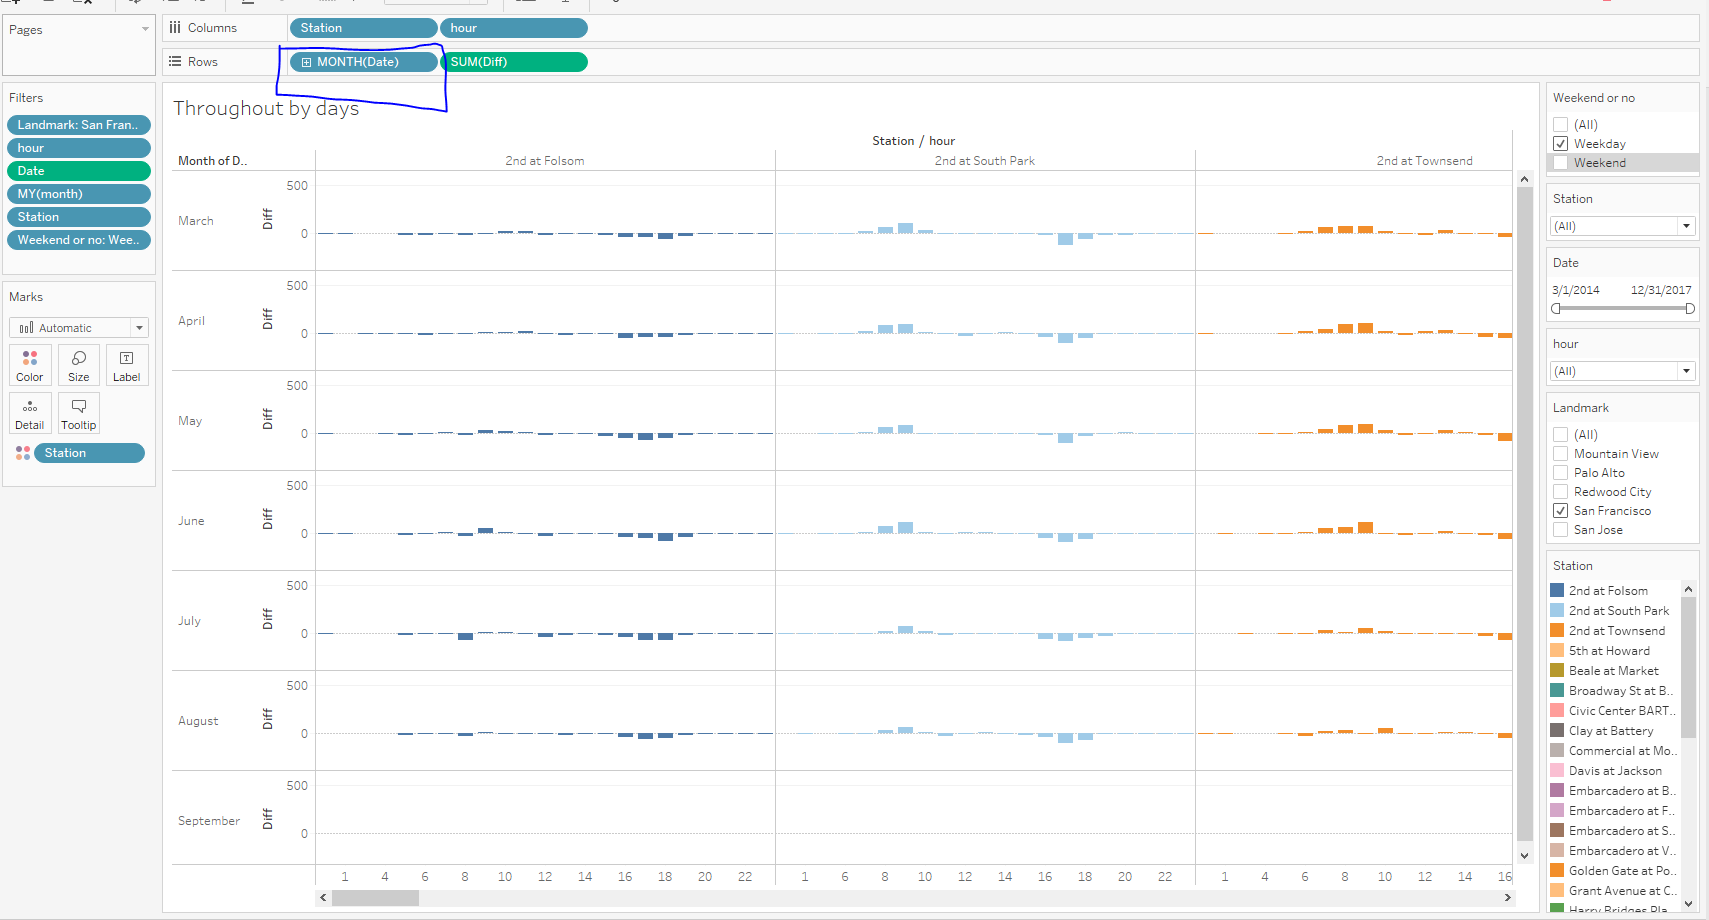 Pages
Columns
Station
hour
Rows
MONTH(Date)
SUM(Diff)
Filters
Landmark: San Fran..
hour
Date
MY(month)
Station
Weekend or no: Wee..
Marks
Automatic
Color
Size
Label
Detail
Tooltip
Station
Throughout by days
Station / hour
Month of D..
2nd at Folsom
2nd at South Park
2nd at Townsend
March
Diff
500
0
April
Diff
500
0
May
Diff
500
0
June
Diff
500
0
July
Diff
500
0
August
Diff
500
0
September
Diff
500
0
1 4 6 8 10 12 14 16 18 20 22
1 6 8 10 12 14 16 18 20 22
1 4 6 8 10 12 14 16
Weekend or no
(All)
Weekday
Weekend
Station
(All)
Date
3/1/2014 12/31/2017
hour
(All)
Landmark
(All)
Mountain View
Palo Alto
Redwood City
San Francisco
San Jose
Station
2nd at Folsom
2nd at South Park
2nd at Townsend
5th at Howard
Beale at Market
Broadway St at B..
Civic Center BART..
Clay at Battery
Commercial at Mo..
Davis at Jackson
Embarcadero at B..
Embarcadero at F..
Embarcadero at S..
Embarcadero at V..
Golden Gate at Po..
Grant Avenue at C..
Harry Bridges Pla..